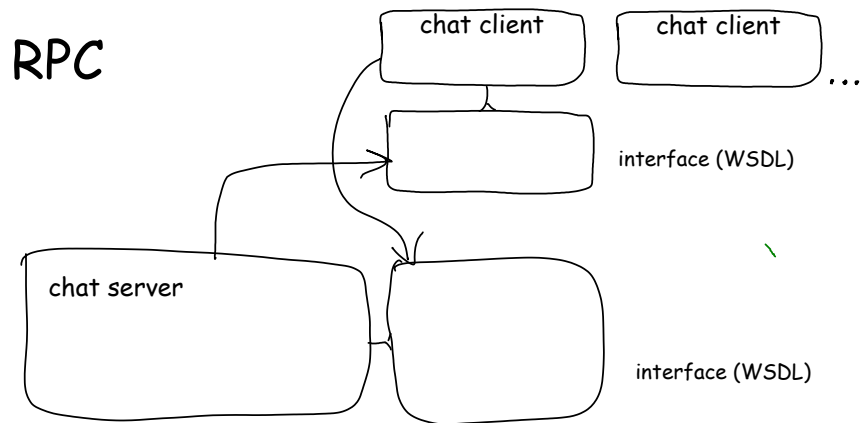 RPC
chat client
chat client
...
interface (WSDL)
chat server
interface (WSDL)